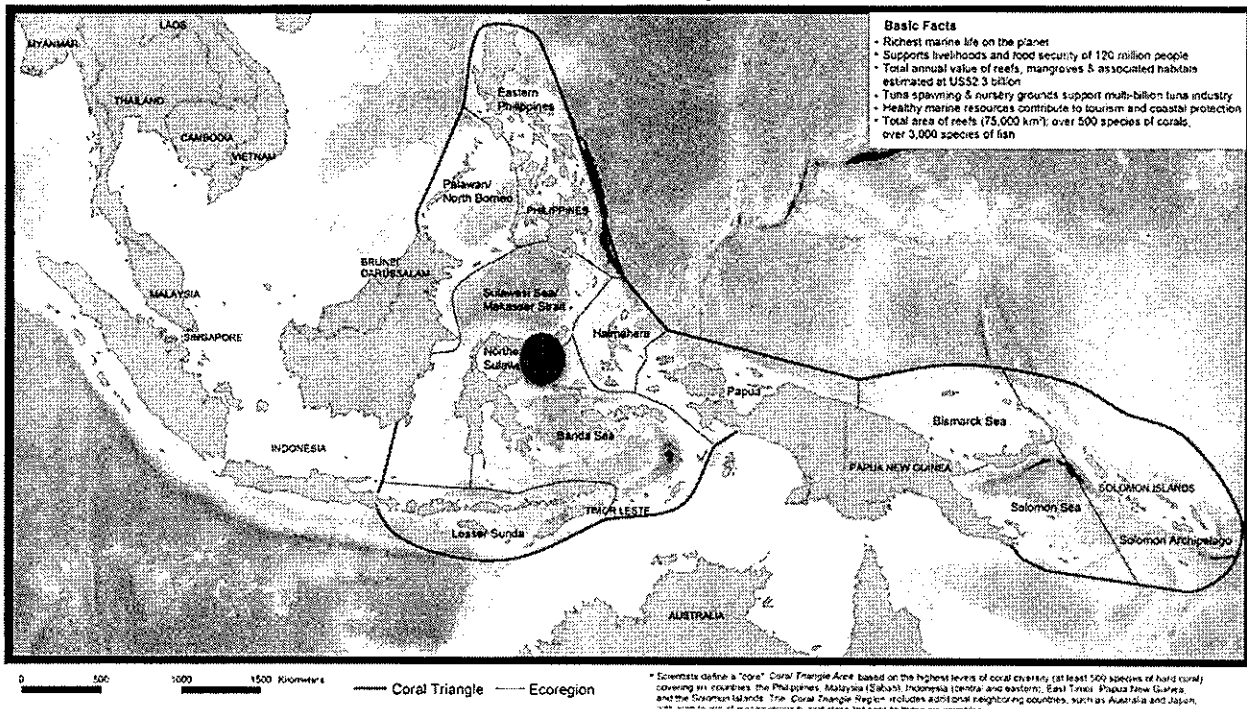 Basic Facts
* Richest marine life on the planet
* Supports livelihoods and food security of 120 million people
* Total annual value of reefs, mangroves & associated habitats
estimated at US$2.3 billion
* Tuna spawning & nursery grounds support multi-billion tuna industry
* Healthy marine resources contribute to tourism and coastal protection
* Total area of reefs (75,000 km²); over 500 species of corals,
over 3,000 species of fish
MYANMAR
LAOS
THAILAND
CAMBODIA
VIETNAM
Eastern
Philippines
Palawan/
North Borneo
PHILIPPINES
BRUNEI
DARUSSALAM
MALAYSIA
SINGAPORE
Sulawesi Sea/
Makassar Strait
Halmahera
Papua
Banda Sea
INDONESIA
Lesser Sunda
TIMOR LESTE
Bismarck Sea
PAPUA NEW GUINEA
SOLOMON ISLANDS
Solomon Sea
Solomon Archipelago
AUSTRALIA
0 500 1000 1500 Kilometers
Coral Triangle
Ecoregion
* Scientists define a "core" Coral Triangle Area based on the highest levels of coral diversity (at least 500 species of hard coral)
covering six countries: the Philippines, Malaysia (Sabah), Indonesia (central and eastern), East Timor, Papua New Guinea,
and the Solomon Islands. The Coral Triangle Region includes additional neighboring countries, such as Australia and Japan,